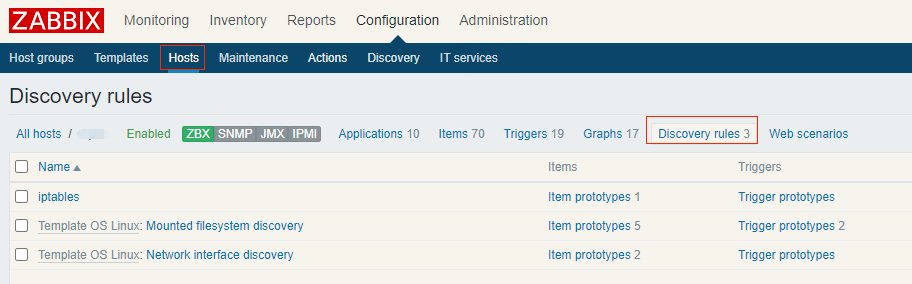 ZABBIX Monitoring Inventory Reports Configuration Administration
Host groups Templates Hosts Maintenance Actions Discovery IT services
Discovery rules
All hosts / Enabled ZBX SNMP JMX IPMI Applications 10 Items 70 Triggers 19 Graphs 17 Discovery rules 3 Web scenarios
Name Items Triggers
iptables Item prototypes 1 Trigger prototypes
Template OS Linux: Mounted filesystem discovery Item prototypes 5 Trigger prototypes 2
Template OS Linux: Network interface discovery Item prototypes 2 Trigger prototypes